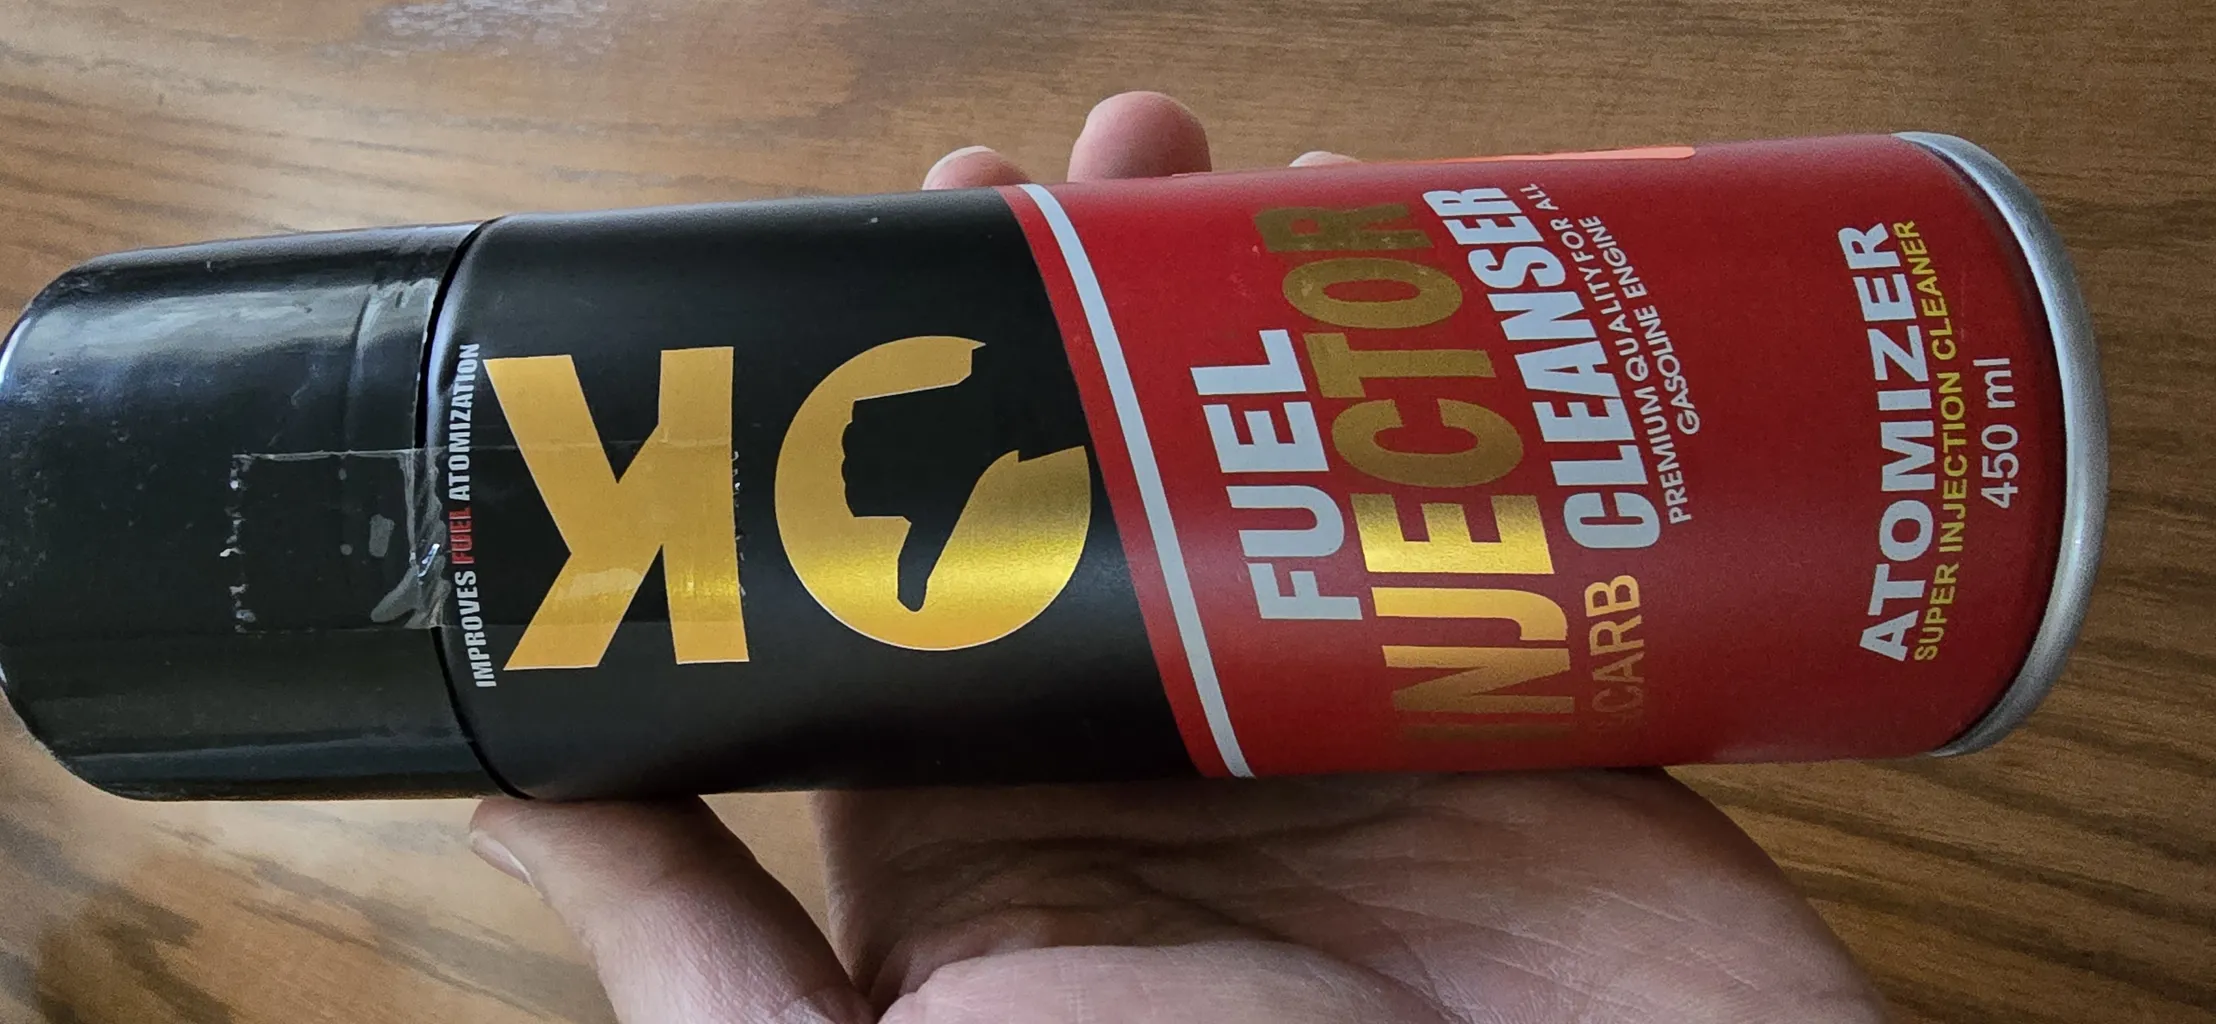 IMPROVES FUEL ATOMIZATION
OK
FUEL
INJECTOR
CARB CLEANSER
PREMIUM QUALITY FOR ALL
GASOLINE ENGINE
ATOMIZER
SUPER INJECTION CLEANER
450 ml